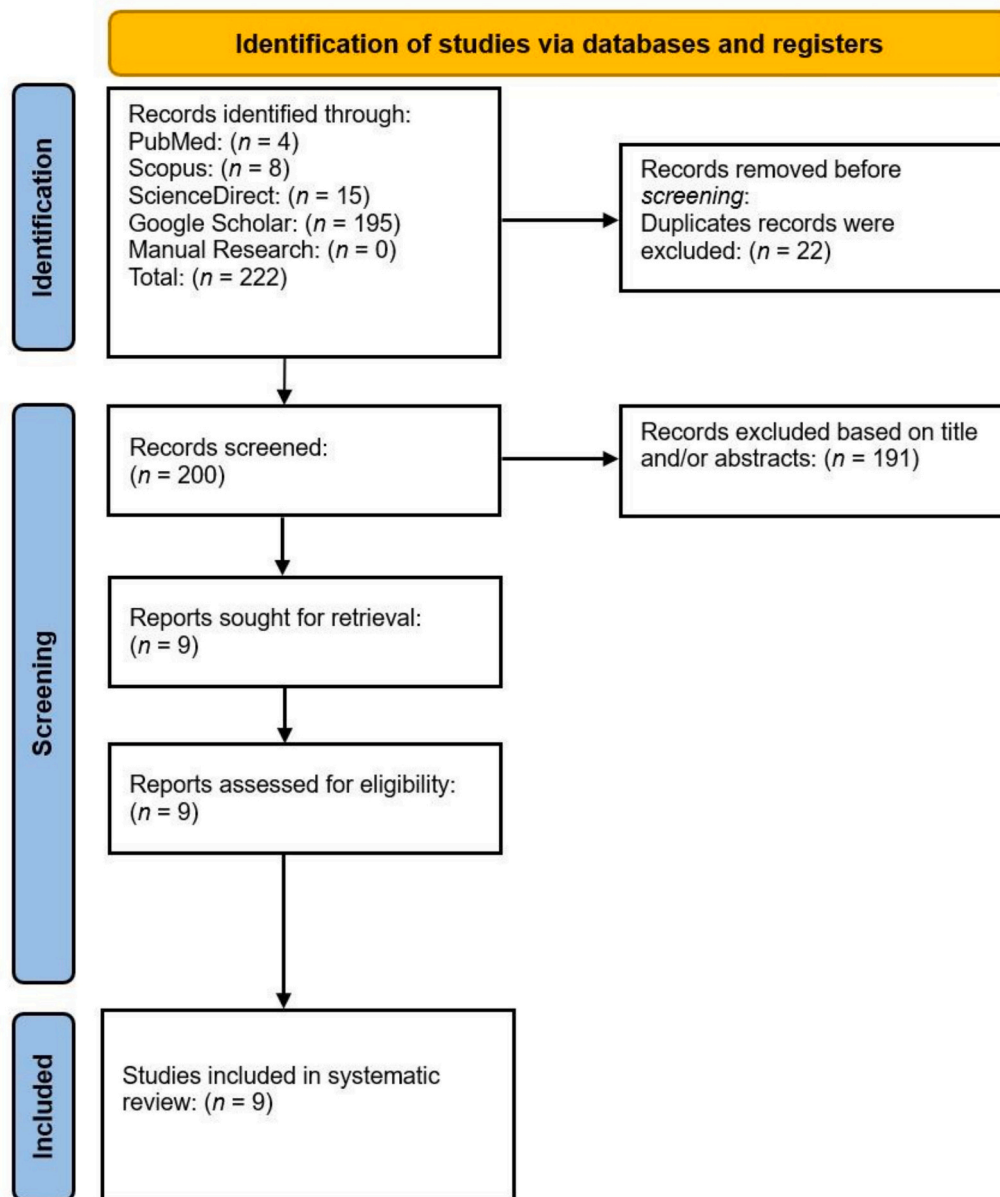 Identification of studies via databases and registers
Identification
Records identified through:
PubMed: (n = 4)
Scopus: (n = 8)
ScienceDirect: (n = 15)
Google Scholar: (n = 195)
Manual Research: (n = 0)
Total: (n = 222)
Records removed before
screening:
Duplicates records were
excluded: (n = 22)
Screening
Records screened:
(n = 200)
Records excluded based on title
and/or abstracts: (n = 191)
Reports sought for retrieval:
(n = 9)
Reports assessed for eligibility:
(n = 9)
Included
Studies included in systematic
review: (n = 9)